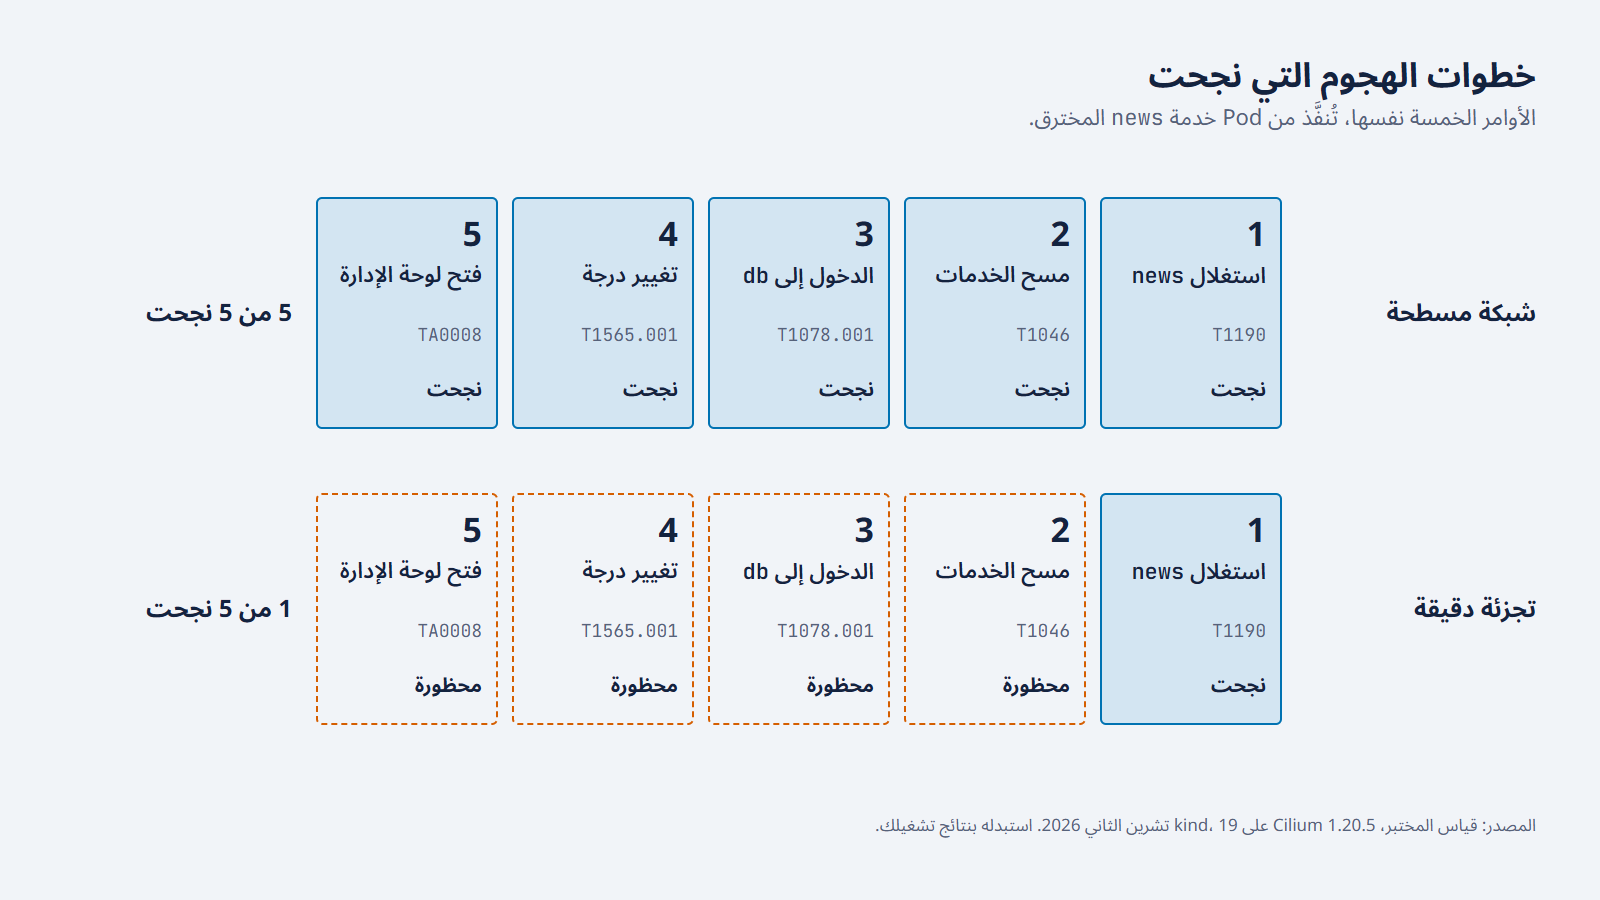 خطوات الهجوم التي نجحت
الأوامر الخمسة نفسها، تُنفَّذ من Pod خدمة news المخترق.
شبكة مسطحة
1
استغلال news
T1190
نجحت
2
مسح الخدمات
T1046
نجحت
3
الدخول إلى db
T1078.001
نجحت
4
تغيير درجة
T1565.001
نجحت
5
فتح لوحة الإدارة
TA0008
نجحت
5 من 5 نجحت
تجزئة دقيقة
1
استغلال news
T1190
نجحت
2
مسح الخدمات
T1046
محظورة
3
الدخول إلى db
T1078.001
محظورة
4
تغيير درجة
T1565.001
محظورة
5
فتح لوحة الإدارة
TA0008
محظورة
1 من 5 نجحت
المصدر: قياس المختبر، Cilium 1.20.5 على kind، 19 تشرين الثاني 2026. استبدله بنتائج تشغيلك.